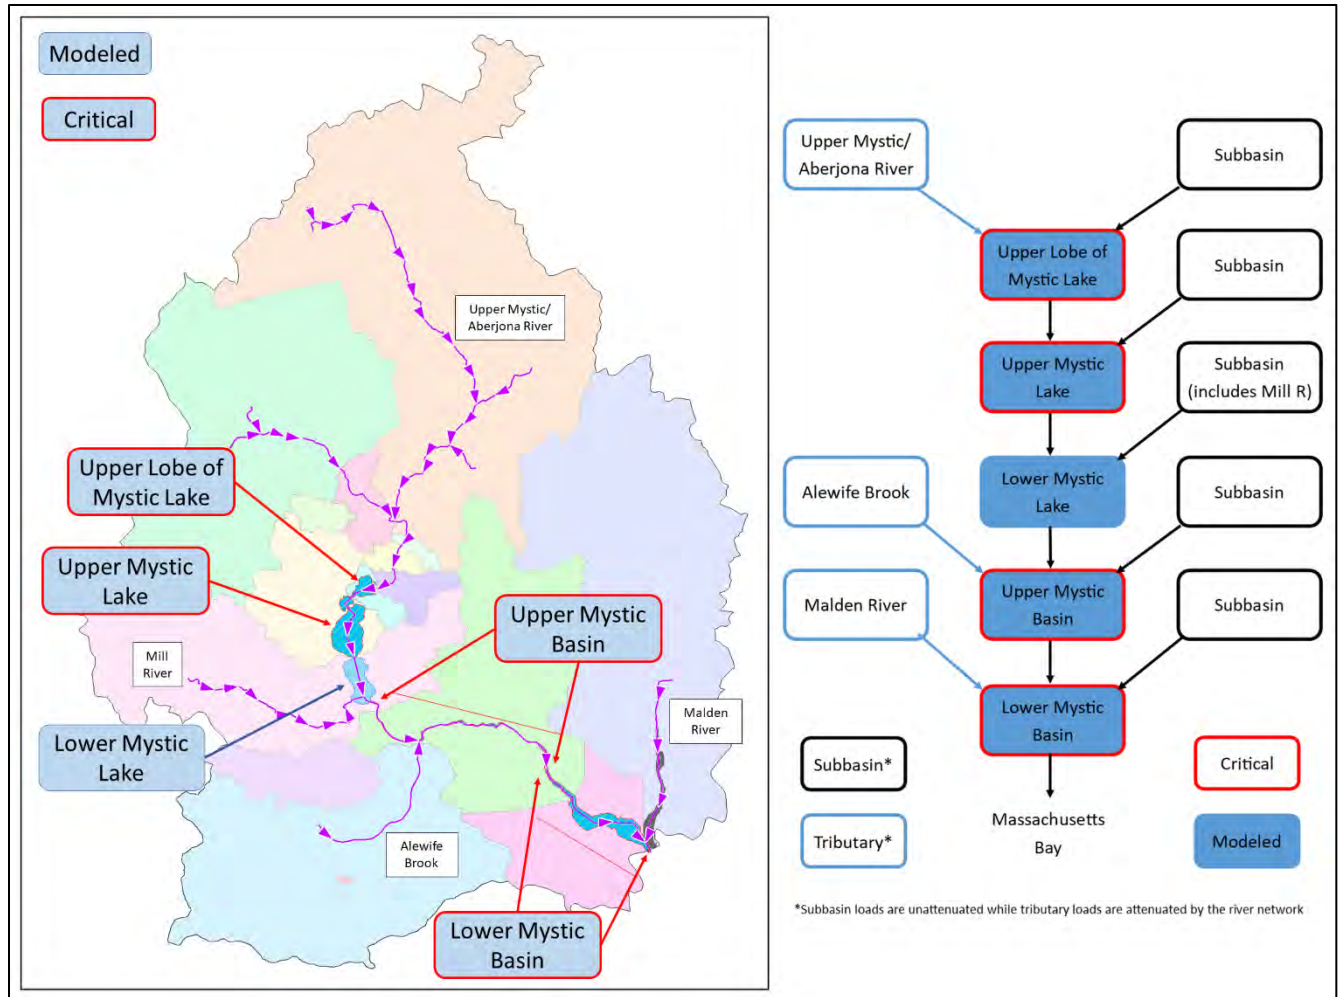 Modeled
Critical
Upper Mystic/
Aberjona River
Upper Lobe of
Mystic Lake
Upper Mystic
Lake
Mill
River
Lower Mystic
Lake
Upper Mystic
Basin
Malden
River
Alewife
Brook
Lower Mystic
Basin
Upper Mystic/
Aberjona River
Subbasin
Upper Lobe of
Mystic Lake
Subbasin
Upper Mystic
Lake
Subbasin
(includes Mill R)
Lower Mystic
Lake
Alewife Brook
Subbasin
Upper Mystic
Basin
Malden River
Subbasin
Lower Mystic
Basin
Subbasin*
Critical
Tributary*
Massachusetts
Bay
Modeled
*Subbasin loads are unattenuated while tributary loads are attenuated by the river network